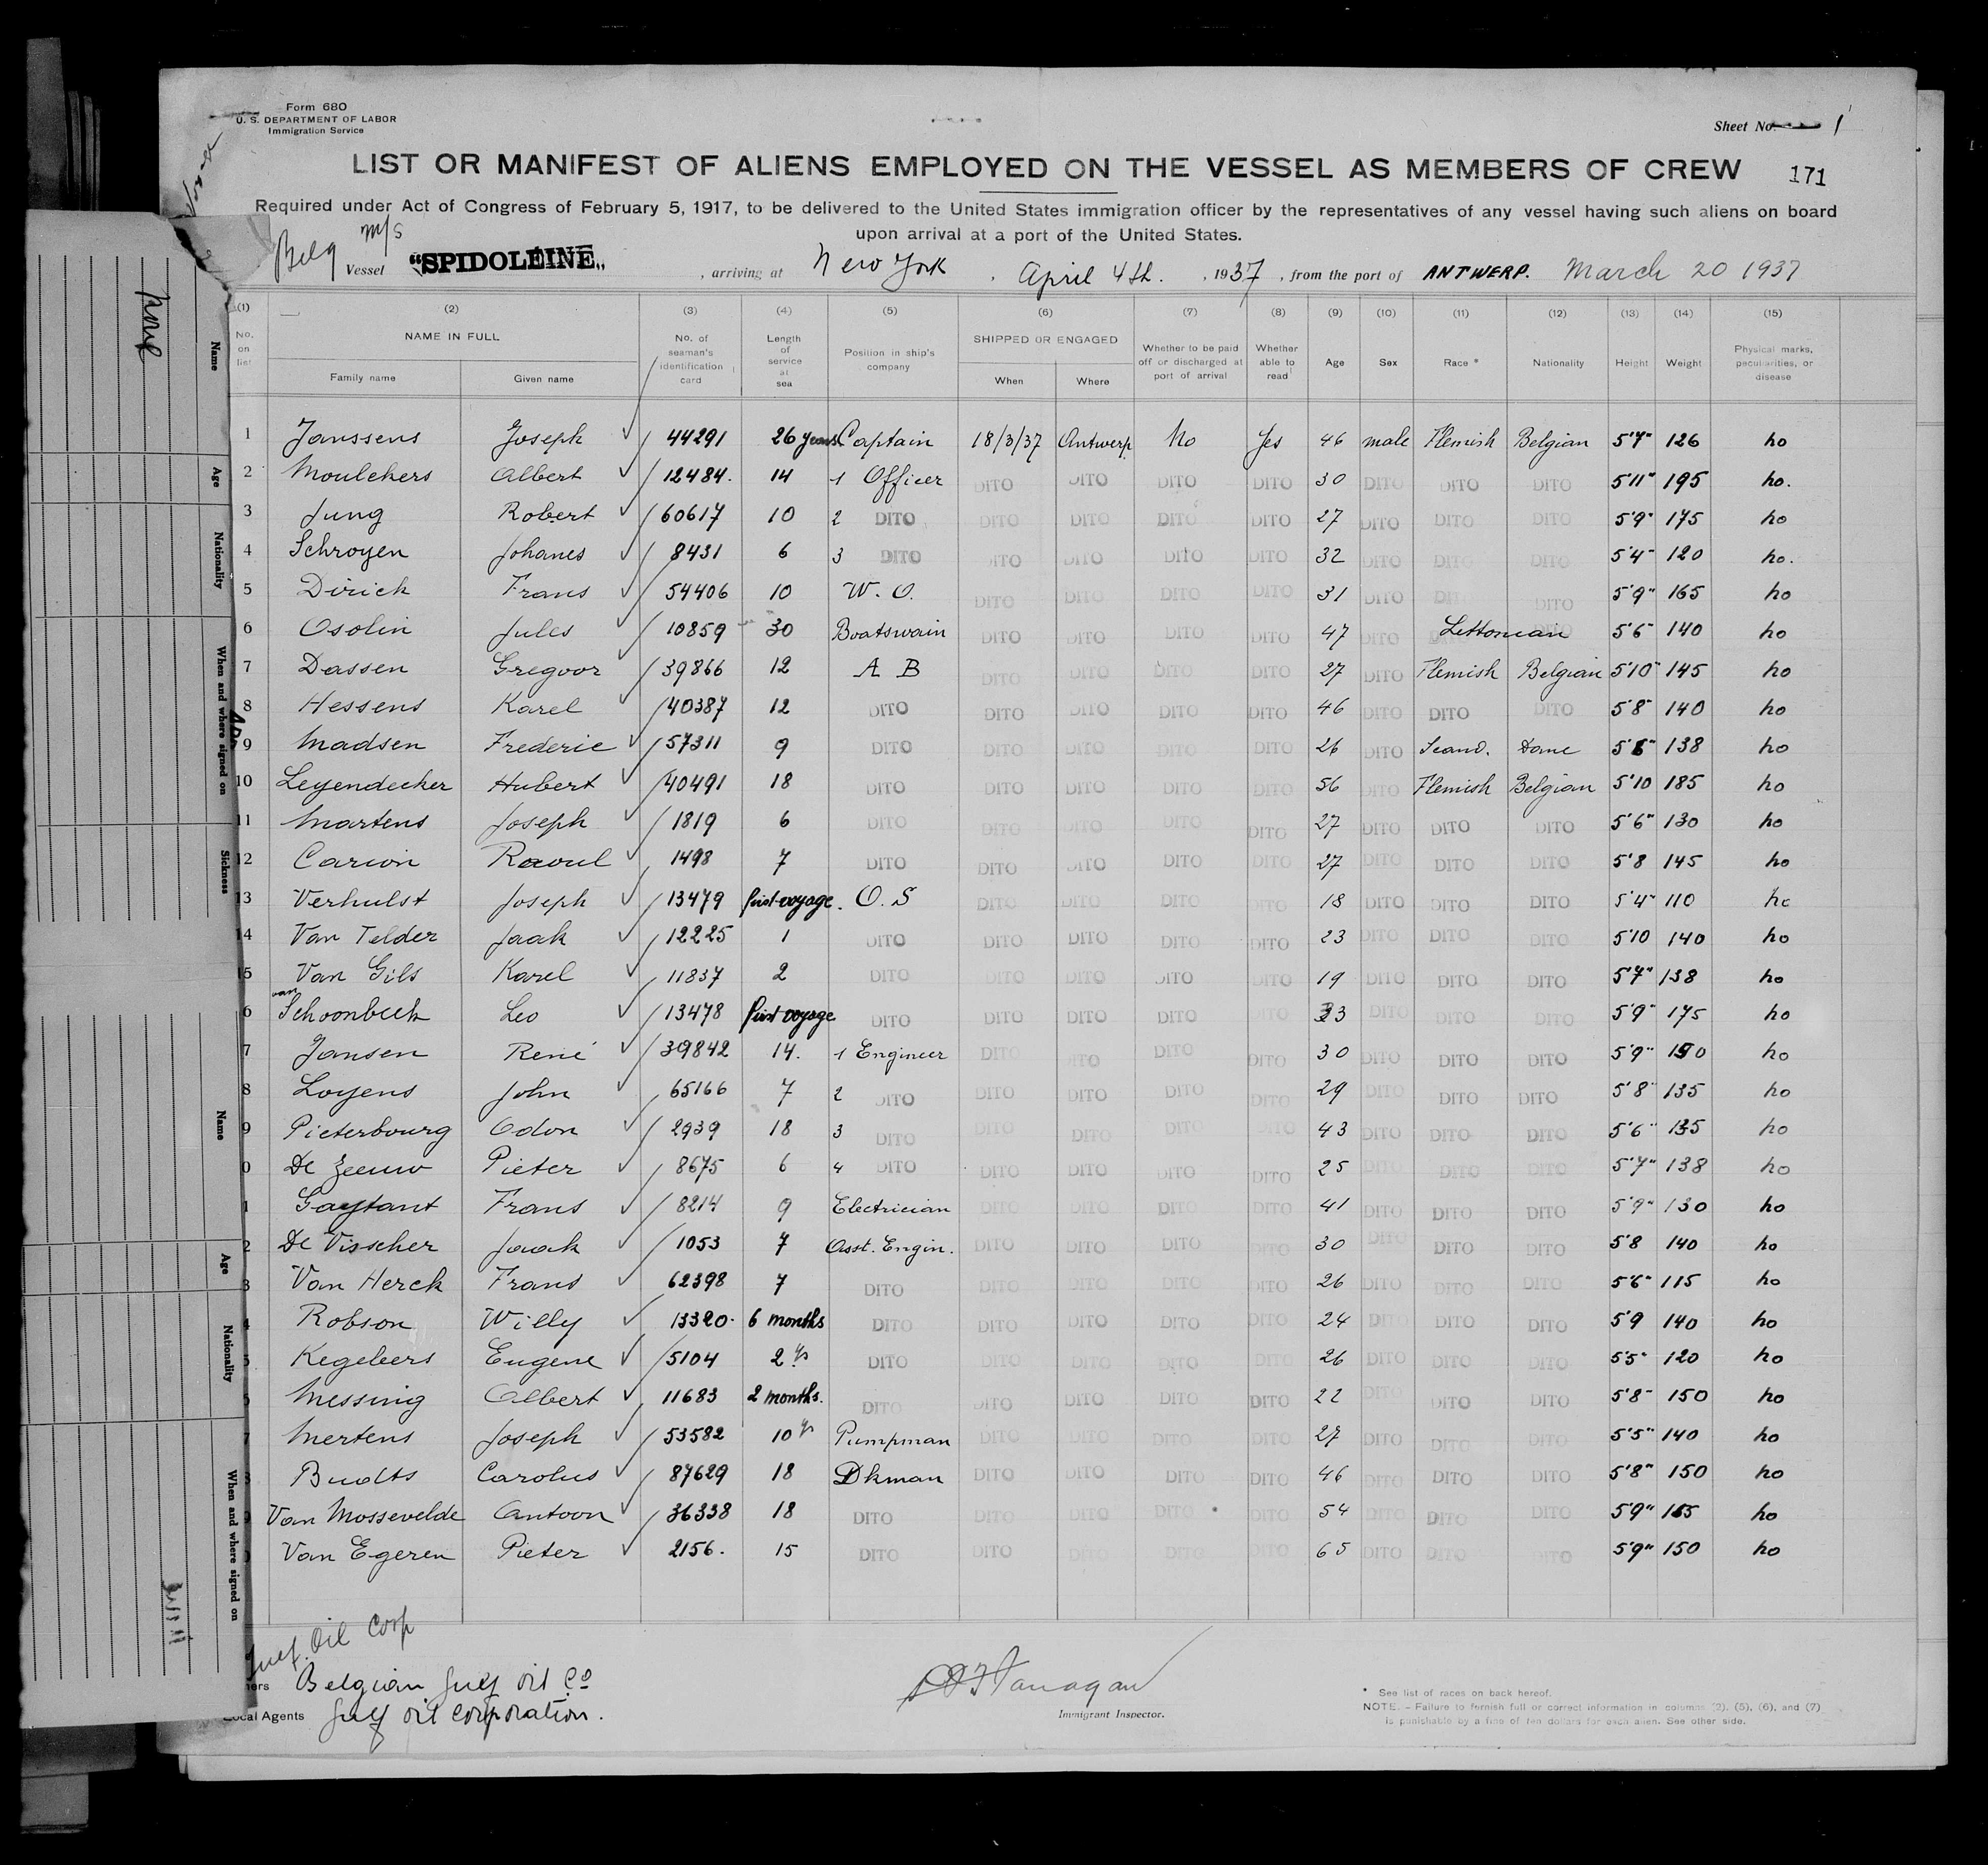 Form 680
U. S. DEPARTMENT OF LABOR
Immigration Service
Sheet No. 1
LIST OR MANIFEST OF ALIENS EMPLOYED ON THE VESSEL AS MEMBERS OF CREW 171
Required under Act of Congress of February 5, 1917, to be delivered to the United States immigration officer by the representatives of any vessel having such aliens on board
upon arrival at a port of the United States.
Belg m/s Vessel "SPIDOLEINE" , arriving at New York , April 4th. , 1937 , from the port of ANTWERP. March 20 1937
(1) (2) (3) (4) (5) (6) (7) (8) (9) (10) (11) (12) (13) (14) (15)
No. on list NAME IN FULL Family name Given name No. of seaman's identification card Length of service at sea Position in ship's company SHIPPED OR ENGAGED When Where Whether to be paid off or discharged at port of arrival Whether able to read Age Sex Race * Nationality Height Weight Physical marks, peculiarities, or disease
1 Janssens Joseph 44291 26 years Captain 18/3/37 Antwerp No Yes 46 male Flemish Belgian 5'7" 126 no
2 Moulckers Albert 12484. 14 1 Officer DITO DITO DITO DITO 30 DITO DITO DITO 5'11" 195 no.
3 Jung Robert 60617 10 2 DITO DITO DITO DITO DITO 27 DITO DITO DITO 5'9" 175 no
4 Schroyen Johanes 8431 6 3 DITO DITO DITO DITO DITO 32 DITO DITO DITO 5'4" 120 no.
5 Dirick Frans 54406 10 W. O. DITO DITO DITO DITO 31 DITO DITO DITO 5'9" 165 no
6 Osolin Jules 10859 30 Boatswain DITO DITO DITO DITO 47 DITO Lettonian 5'6" 140 no
7 Dassen Gregoor 39866 12 A B DITO DITO DITO DITO 27 DITO Flemish Belgian 5'10" 145 no
8 Hessens Karel 40387 12 DITO DITO DITO DITO DITO 46 DITO DITO DITO 5'8" 140 no
9 Madsen Frederic 57311 9 DITO DITO DITO DITO DITO 26 DITO Scand. Dane 5'6" 138 no
10 Leyendecker Hubert 40491 18 DITO DITO DITO DITO DITO 56 DITO Flemish Belgian 5'10 185 no
11 Martens Joseph 1819 6 DITO DITO DITO DITO DITO 27 DITO DITO DITO 5'6" 130 no
12 Carion Raoul 1498 7 DITO DITO DITO DITO DITO 27 DITO DITO DITO 5'8 145 no
13 Verhulst Joseph 13479 first voyage. O. S DITO DITO DITO DITO 18 DITO DITO DITO 5'4" 110 no
14 Van Telder Jaak 12225 1 DITO DITO DITO DITO DITO 23 DITO DITO DITO 5'10 140 no
15 Van Gils Karel 11837 2 DITO DITO DITO DITO DITO 19 DITO DITO DITO 5'7" 138 no
6 van Schoonbeek Leo 13478 first voyage DITO DITO DITO DITO DITO 33 DITO DITO DITO 5'9" 175 no
7 Jansen René 39842 14. 1 Engineer DITO DITO DITO DITO 30 DITO DITO DITO 5'9" 150 no
8 Loyens John 65166 7 2 DITO DITO DITO DITO DITO 29 DITO DITO DITO 5'8" 135 no
9 Pieterbourg Odon 2939 18 3 DITO DITO DITO DITO DITO 43 DITO DITO DITO 5'6" 135 no
0 De Zeeuw Pieter 8675 6 4 DITO DITO DITO DITO DITO 25 DITO DITO DITO 5'7" 138 no
1 Gaytant Frans 8214 9 Electrician DITO DITO DITO DITO 41 DITO DITO DITO 5'9" 130 no
2 De Visscher Jaak 1053 7 Asst. Engin. DITO DITO DITO DITO 30 DITO DITO DITO 5'8 140 no
3 Van Herck Frans 62398 7 DITO DITO DITO DITO DITO 26 DITO DITO DITO 5'6" 115 no
4 Robson Willy 13320. 6 months DITO DITO DITO DITO DITO 24 DITO DITO DITO 5'9 140 no
5 Kegeleers Eugene 5104 2 ys DITO DITO DITO DITO DITO 26 DITO DITO DITO 5'5" 120 no
6 Messing Albert 11683 2 months. DITO DITO DITO DITO DITO 22 DITO DITO DITO 5'8" 150 no
7 Mertens Joseph 53582 10 ys Pumpman DITO DITO DITO DITO 27 DITO DITO DITO 5'5" 140 no
8 Budts Carolus 87629 18 Dkman DITO DITO DITO DITO 46 DITO DITO DITO 5'8" 150 no
Van Mossevelde Antoon 36338 18 DITO DITO DITO DITO DITO 54 DITO DITO DITO 5'9" 165 no
Van Egeren Pieter 2156. 15 DITO DITO DITO DITO DITO 65 DITO DITO DITO 5'9" 150 no
Gulf Oil Corp
Belgian Gulf Oil Co
Local Agents Gulf oil corporation.
Flanagan
Immigrant Inspector.
* See list of races on back hereof.
NOTE. - Failure to furnish full or correct information in columns (2), (5), (6), and (7)
is punishable by a fine of ten dollars for each alien. See other side.
Name
None
Age
Nationality
When and where signed on
Sickness
Name
Age
Nationality
When and where signed on